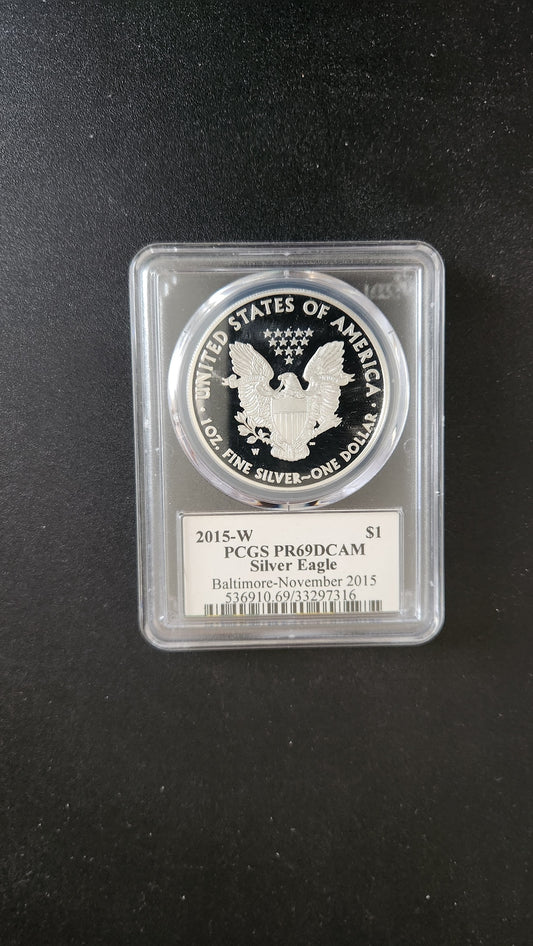 UNITED STATES OF AMERICA
1 OZ. FINE SILVER~ONE DOLLAR
W
2015-W $1
PCGS PR69DCAM
Silver Eagle
Baltimore-November 2015
536910.69/33297316